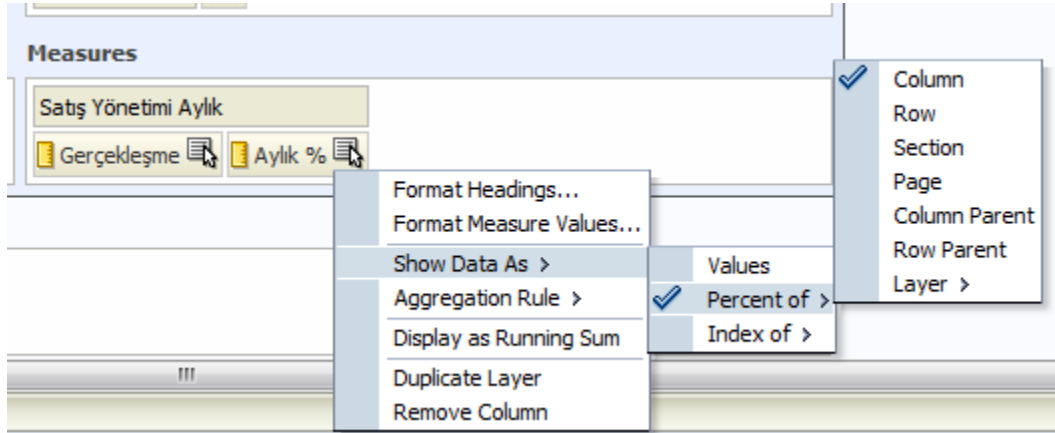 Measures
Satış Yönetimi Aylık
Gerçekleşme
Aylık %
Format Headings...
Format Measure Values...
Show Data As >
Aggregation Rule >
Display as Running Sum
Duplicate Layer
Remove Column
Values
Percent of >
Index of >
Column
Row
Section
Page
Column Parent
Row Parent
Layer >